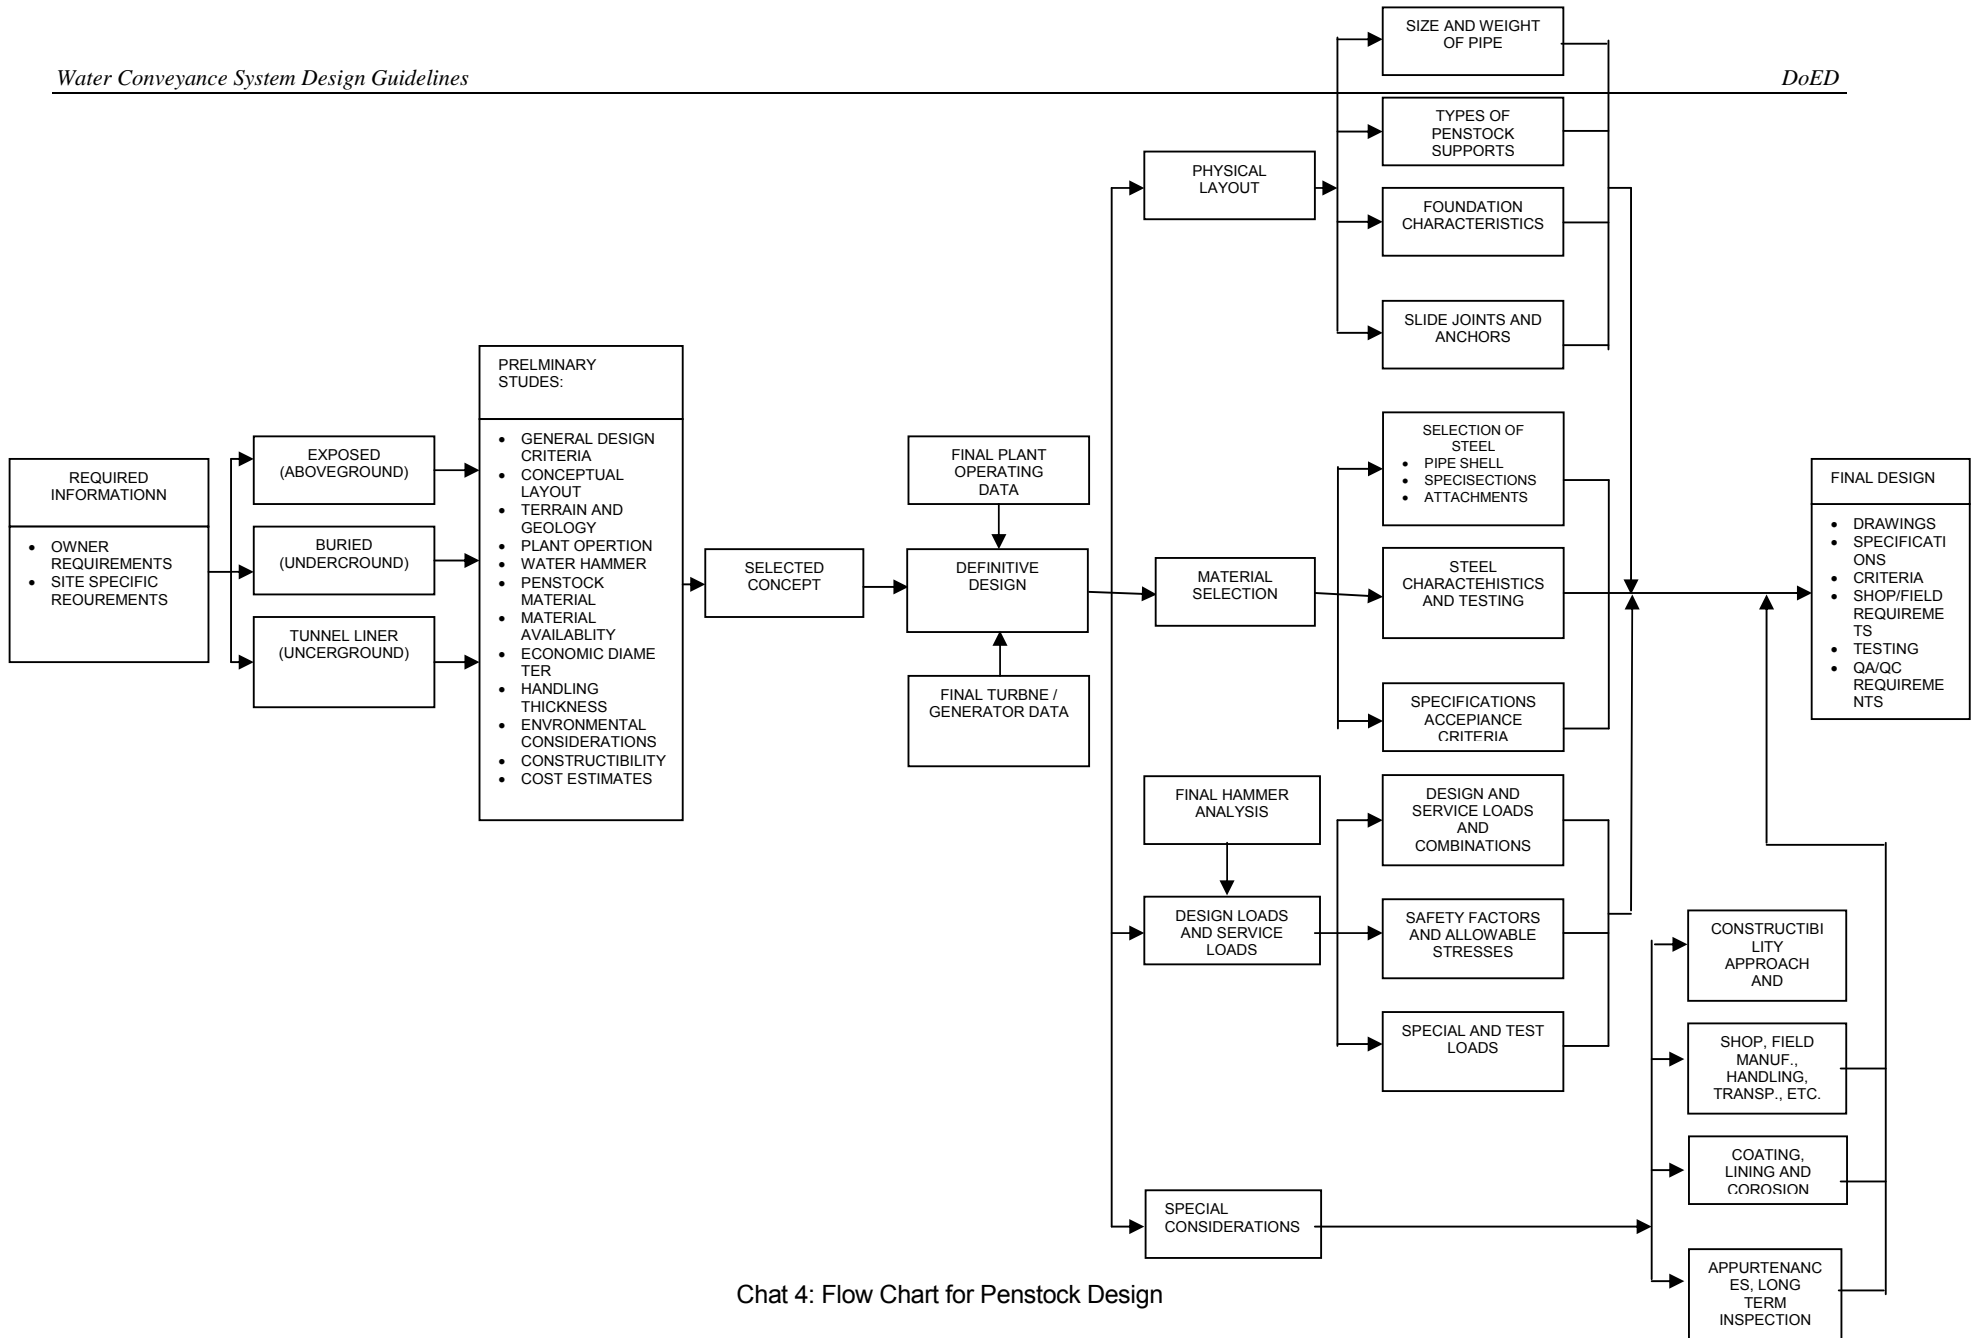 Water Conveyance System Design Guidelines
DoED
REQUIRED
INFORMATIONN
• OWNER
REQUIREMENTS
• SITE SPECIFIC
REOUREMENTS
EXPOSED
(ABOVEGROUND)
BURIED
(UNDERCROUND)
TUNNEL LINER
(UNCERGROUND)
PRELMINARY
STUDES:
• GENERAL DESIGN
CRITERIA
• CONCEPTUAL
LAYOUT
• TERRAIN AND
GEOLOGY
• PLANT OPERTION
• WATER HAMMER
• PENSTOCK
MATERIAL
• MATERIAL
AVAILABLITY
• ECONOMIC DIAME
TER
• HANDLING
THICKNESS
• ENVRONMENTAL
CONSIDERATIONS
• CONSTRUCTIBILITY
• COST ESTIMATES
SELECTED
CONCEPT
FINAL PLANT
OPERATING
DATA
DEFINITIVE
DESIGN
FINAL TURBNE /
GENERATOR DATA
PHYSICAL
LAYOUT
SIZE AND WEIGHT
OF PIPE
TYPES OF
PENSTOCK
SUPPORTS
FOUNDATION
CHARACTERISTICS
SLIDE JOINTS AND
ANCHORS
MATERIAL
SELECTION
SELECTION OF
STEEL
• PIPE SHELL
• SPECISECTIONS
• ATTACHMENTS
STEEL
CHARACTEHISTICS
AND TESTING
SPECIFICATIONS
ACCEPIANCE
CRITERIA
FINAL HAMMER
ANALYSIS
DESIGN LOADS
AND SERVICE
LOADS
DESIGN AND
SERVICE LOADS
AND
COMBINATIONS
SAFETY FACTORS
AND ALLOWABLE
STRESSES
SPECIAL AND TEST
LOADS
SPECIAL
CONSIDERATIONS
CONSTRUCTIBI
LITY
APPROACH
AND
SHOP, FIELD
MANUF.,
HANDLING,
TRANSP., ETC.
COATING,
LINING AND
COROSION
APPURTENANC
ES, LONG
TERM
INSPECTION
FINAL DESIGN
• DRAWINGS
• SPECIFICATI
ONS
• CRITERIA
• SHOP/FIELD
REQUIREME
TS
• TESTING
• QA/QC
REQUIREME
NTS
Chat 4: Flow Chart for Penstock Design